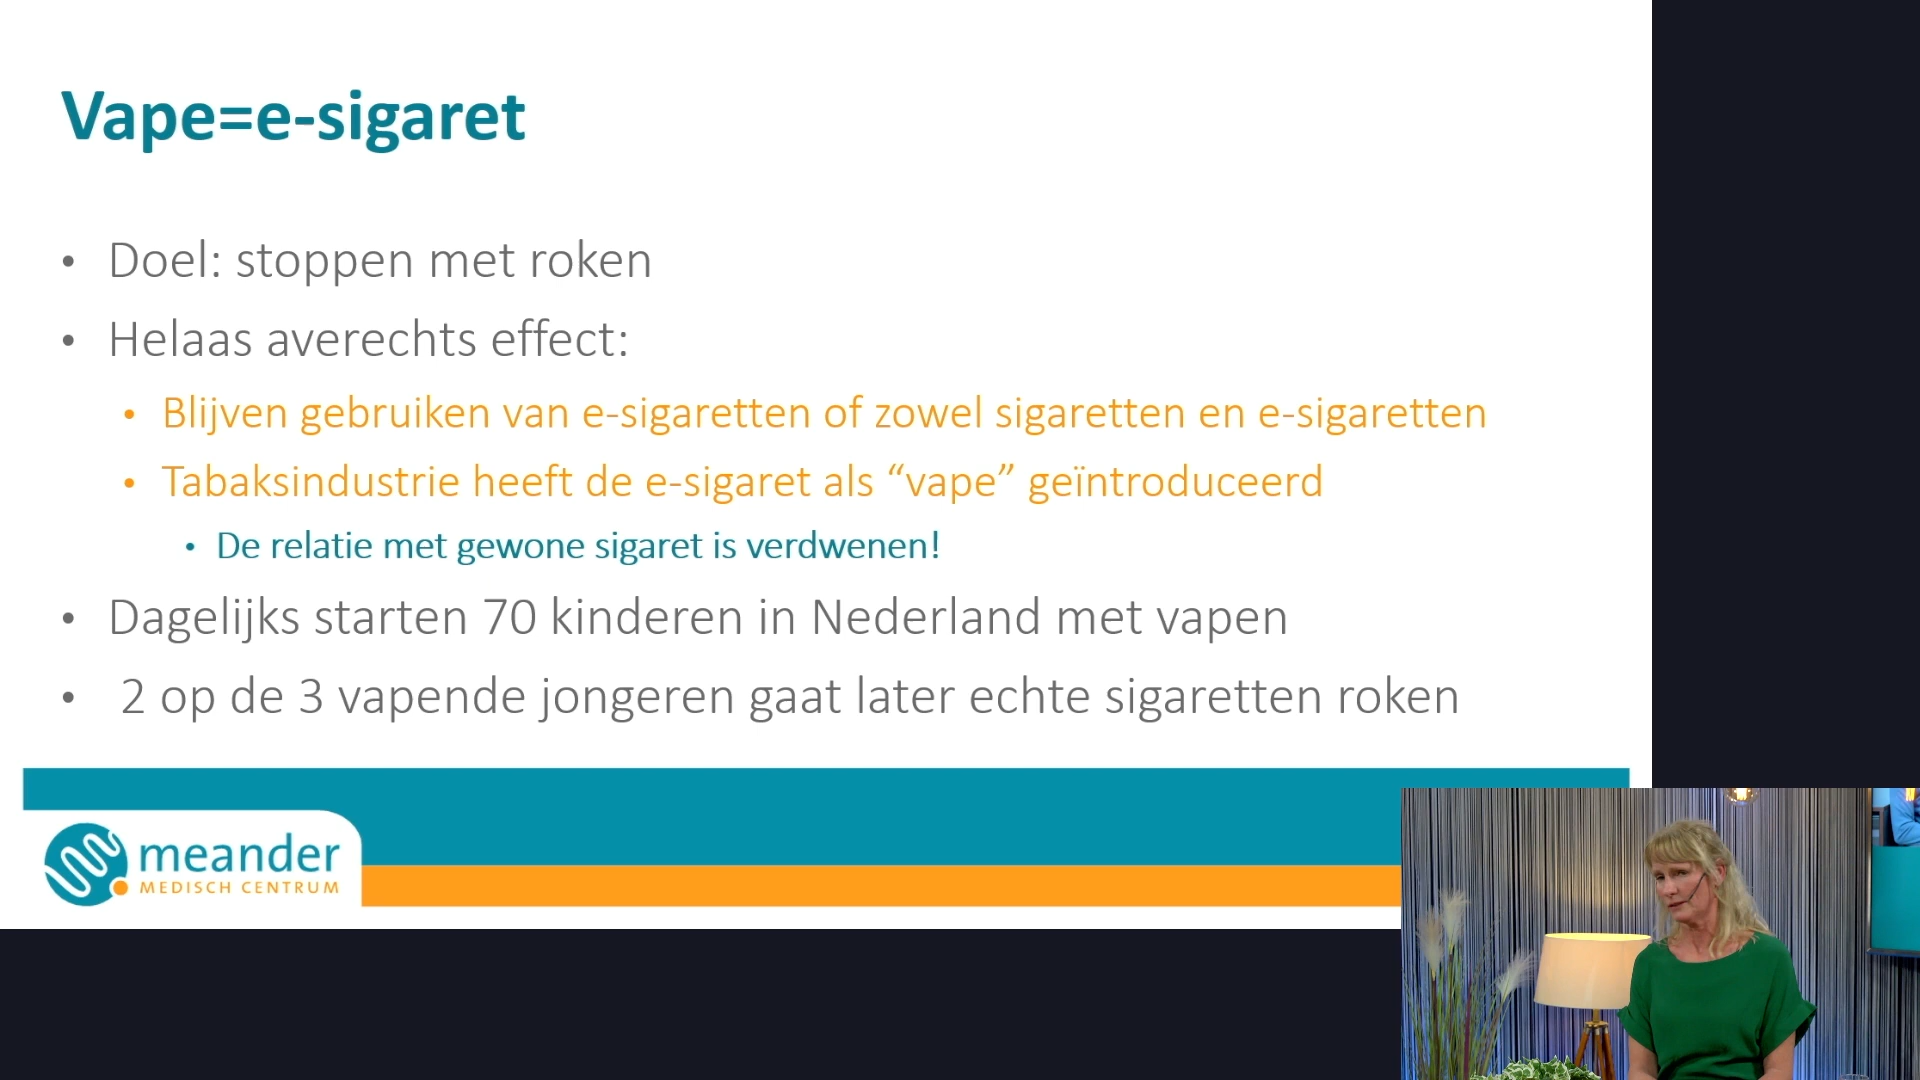 Vape=e-sigaret
• Doel: stoppen met roken
• Helaas averechts effect:
• Blijven gebruiken van e-sigaretten of zowel sigaretten en e-sigaretten
• Tabaksindustrie heeft de e-sigaret als “vape” geïntroduceerd
• De relatie met gewone sigaret is verdwenen!
• Dagelijks starten 70 kinderen in Nederland met vapen
• 2 op de 3 vapende jongeren gaat later echte sigaretten roken
meander
MEDISCH CENTRUM